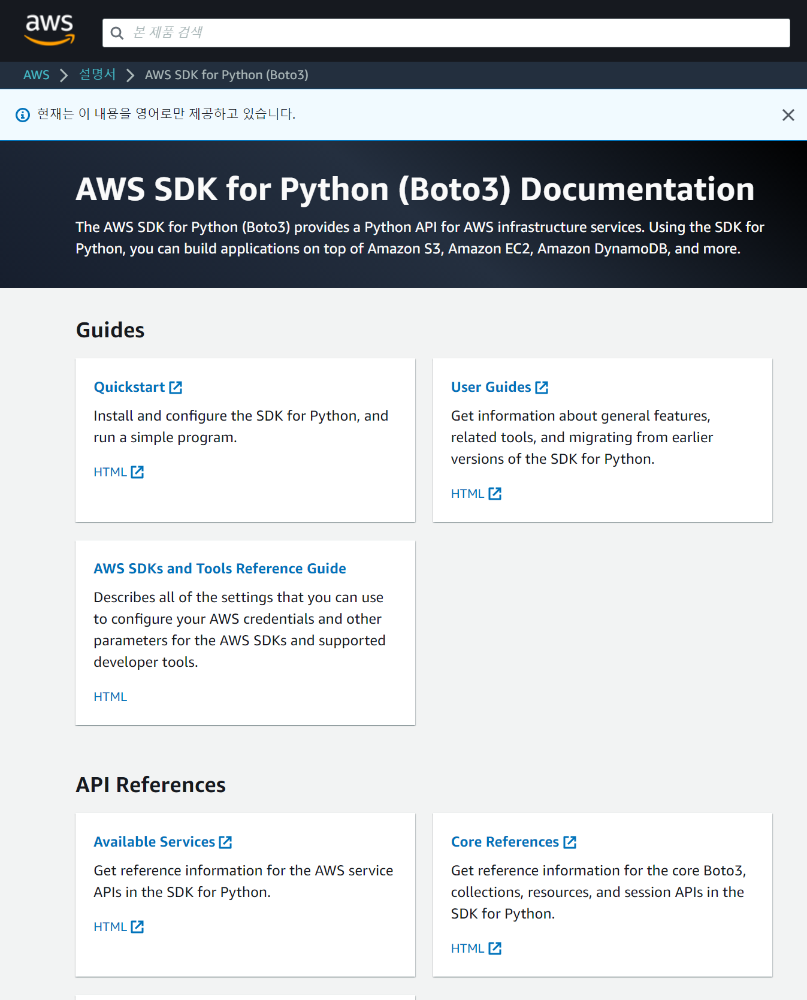 aws
본 제품 검색
AWS > 설명서 > AWS SDK for Python (Boto3)
현재는 이 내용을 영어로만 제공하고 있습니다.
AWS SDK for Python (Boto3) Documentation
The AWS SDK for Python (Boto3) provides a Python API for AWS infrastructure services. Using the SDK for
Python, you can build applications on top of Amazon S3, Amazon EC2, Amazon DynamoDB, and more.
Guides
Quickstart
Install and configure the SDK for Python, and
run a simple program.
HTML
User Guides
Get information about general features,
related tools, and migrating from earlier
versions of the SDK for Python.
HTML
AWS SDKs and Tools Reference Guide
Describes all of the settings that you can use
to configure your AWS credentials and other
parameters for the AWS SDKs and supported
developer tools.
HTML
API References
Available Services
Get reference information for the AWS service
APIs in the SDK for Python.
HTML
Core References
Get reference information for the core Boto3,
collections, resources, and session APIs in the
SDK for Python.
HTML